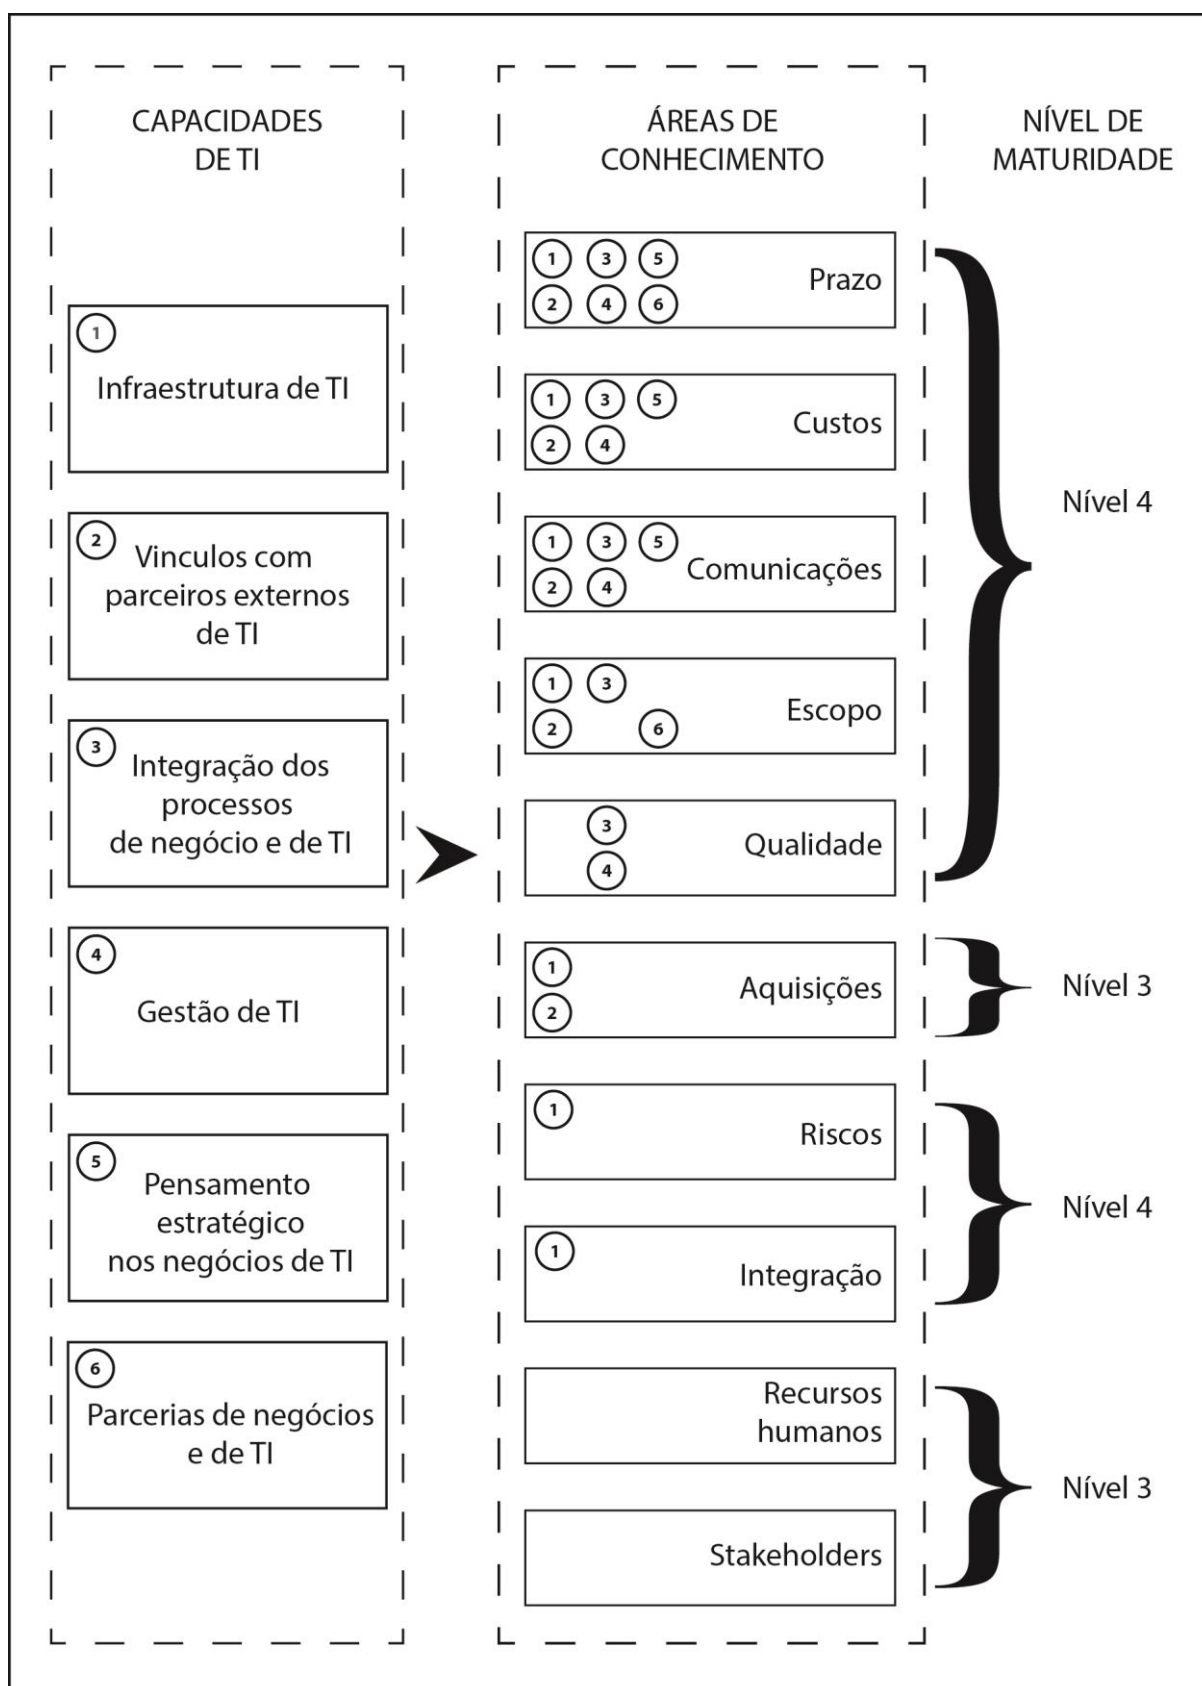 CAPACIDADES
DE TI
1
Infraestrutura de TI
2
Vinculos com
parceiros externos
de TI
3
Integração dos
processos
de negócio e de TI
4
Gestão de TI
5
Pensamento
estratégico
nos negócios de TI
6
Parcerias de negócios
e de TI
ÁREAS DE
CONHECIMENTO
1 3 5
Prazo
2 4 6
1 3 5
Custos
2 4
1 3 5
Comunicações
2 4
1 3
Escopo
2 6
3
Qualidade
4
1
Aquisições
2
1
Riscos
1
Integração
Recursos
humanos
Stakeholders
NÍVEL DE
MATURIDADE
Nível 4
Nível 3
Nível 4
Nível 3